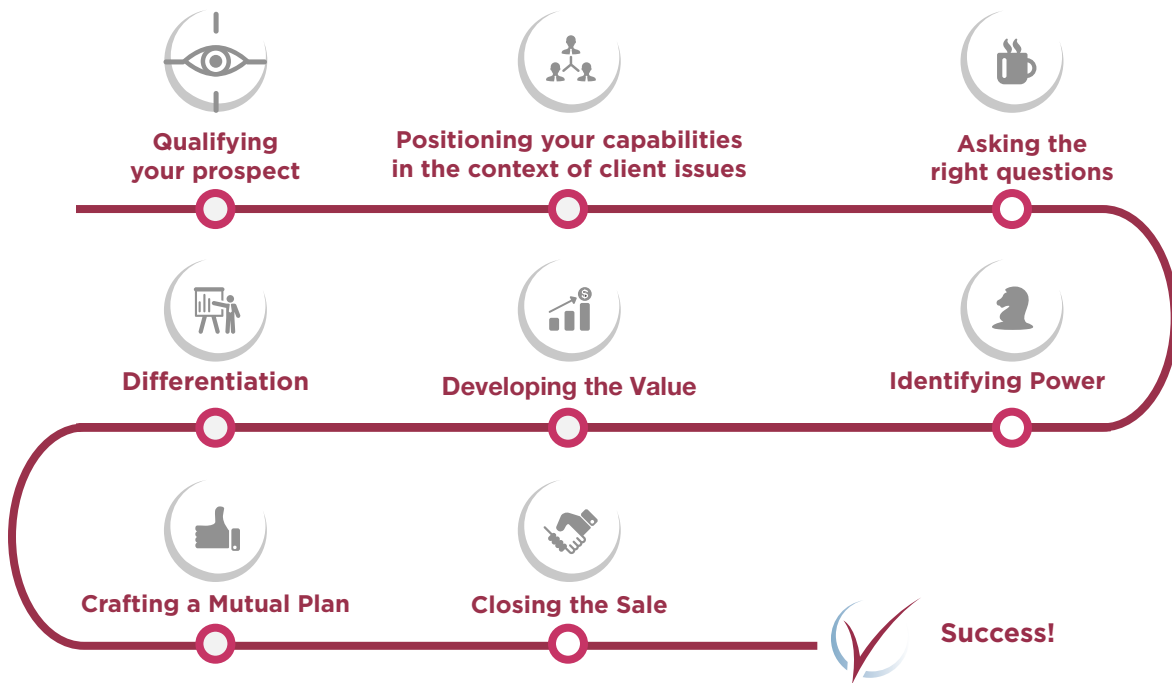 Qualifying
your prospect
Positioning your capabilities
in the context of client issues
Asking the
right questions
$
Identifying Power
Developing the Value
Differentiation
Crafting a Mutual Plan
Closing the Sale
Success!